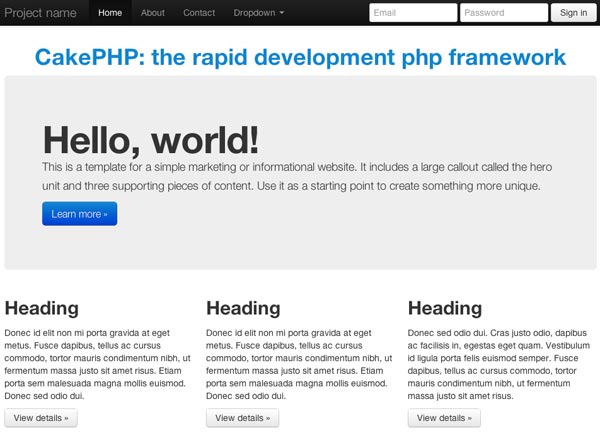 Project name Home About Contact Dropdown Email Password Sign in
CakePHP: the rapid development php framework
Hello, world!
This is a template for a simple marketing or informational website. It includes a large callout called the hero
unit and three supporting pieces of content. Use it as a starting point to create something more unique.
Learn more »
Heading
Donec id elit non mi porta gravida at eget
metus. Fusce dapibus, tellus ac cursus
commodo, tortor mauris condimentum nibh, ut
fermentum massa justo sit amet risus. Etiam
porta sem malesuada magna mollis euismod.
Donec sed odio dui.
View details »
Heading
Donec id elit non mi porta gravida at eget
metus. Fusce dapibus, tellus ac cursus
commodo, tortor mauris condimentum nibh, ut
fermentum massa justo sit amet risus. Etiam
porta sem malesuada magna mollis euismod.
Donec sed odio dui.
View details »
Heading
Donec sed odio dui. Cras justo odio, dapibus
ac facilisis in, egestas eget quam. Vestibulum
id ligula porta felis euismod semper. Fusce
dapibus, tellus ac cursus commodo, tortor
mauris condimentum nibh, ut fermentum
massa justo sit amet risus.
View details »